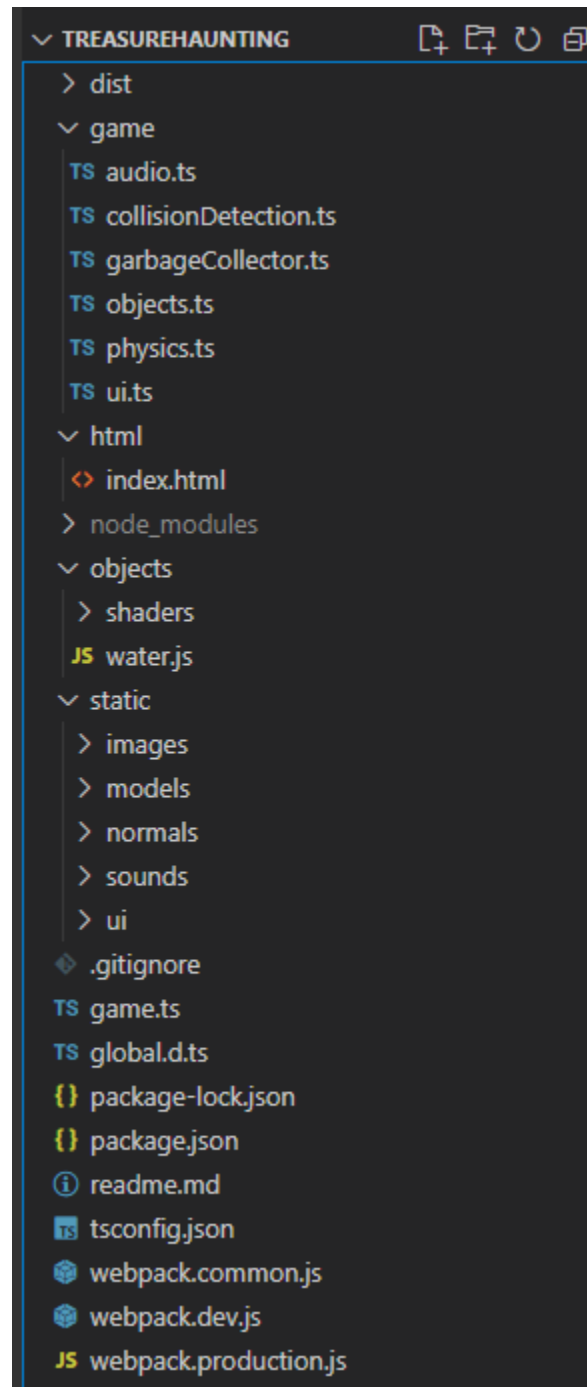 TREASUREHAUNTING
dist
game
TS audio.ts
TS collisionDetection.ts
TS garbageCollector.ts
TS objects.ts
TS physics.ts
TS ui.ts
html
<> index.html
node_modules
objects
shaders
JS water.js
static
images
models
normals
sounds
ui
.gitignore
TS game.ts
TS global.d.ts
{} package-lock.json
{} package.json
readme.md
TS tsconfig.json
webpack.common.js
webpack.dev.js
JS webpack.production.js